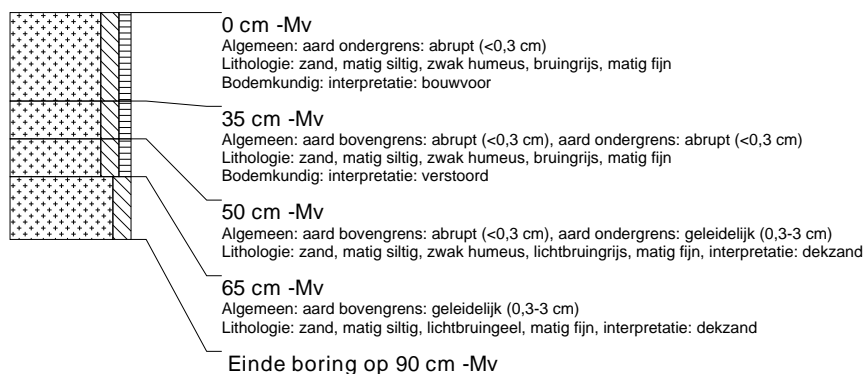 0 cm -Mv
Algemeen: aard ondergrens: abrupt (<0,3 cm)
Lithologie: zand, matig siltig, zwak humeus, bruingrijs, matig fijn
Bodemkundig: interpretatie: bouwvoor
35 cm -Mv
Algemeen: aard bovengrens: abrupt (<0,3 cm), aard ondergrens: abrupt (<0,3 cm)
Lithologie: zand, matig siltig, zwak humeus, bruingrijs, matig fijn
Bodemkundig: interpretatie: verstoord
50 cm -Mv
Algemeen: aard bovengrens: abrupt (<0,3 cm), aard ondergrens: geleidelijk (0,3-3 cm)
Lithologie: zand, matig siltig, zwak humeus, lichtbruingrijs, matig fijn, interpretatie: dekzand
65 cm -Mv
Algemeen: aard bovengrens: geleidelijk (0,3-3 cm)
Lithologie: zand, matig siltig, lichtbruingeel, matig fijn, interpretatie: dekzand
Einde boring op 90 cm -Mv